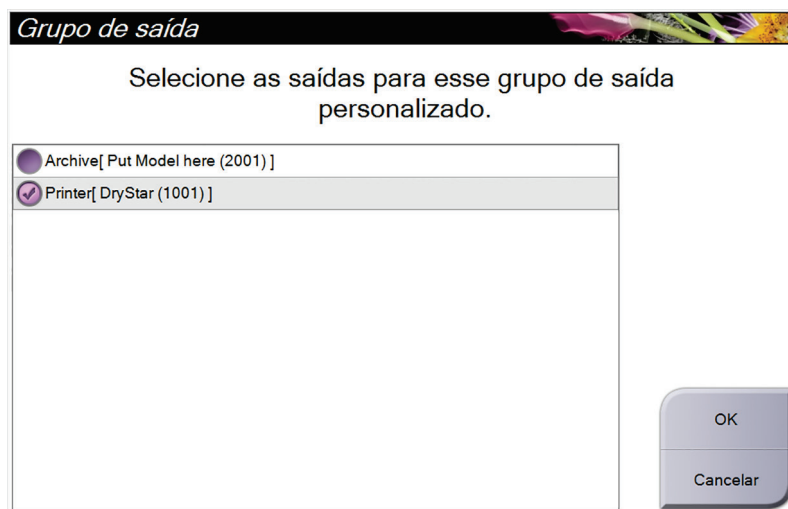 Grupo de saída
Selecione as saídas para esse grupo de saída
personalizado.
Archive[ Put Model here (2001) ]
Printer[ DryStar (1001) ]
OK
Cancelar